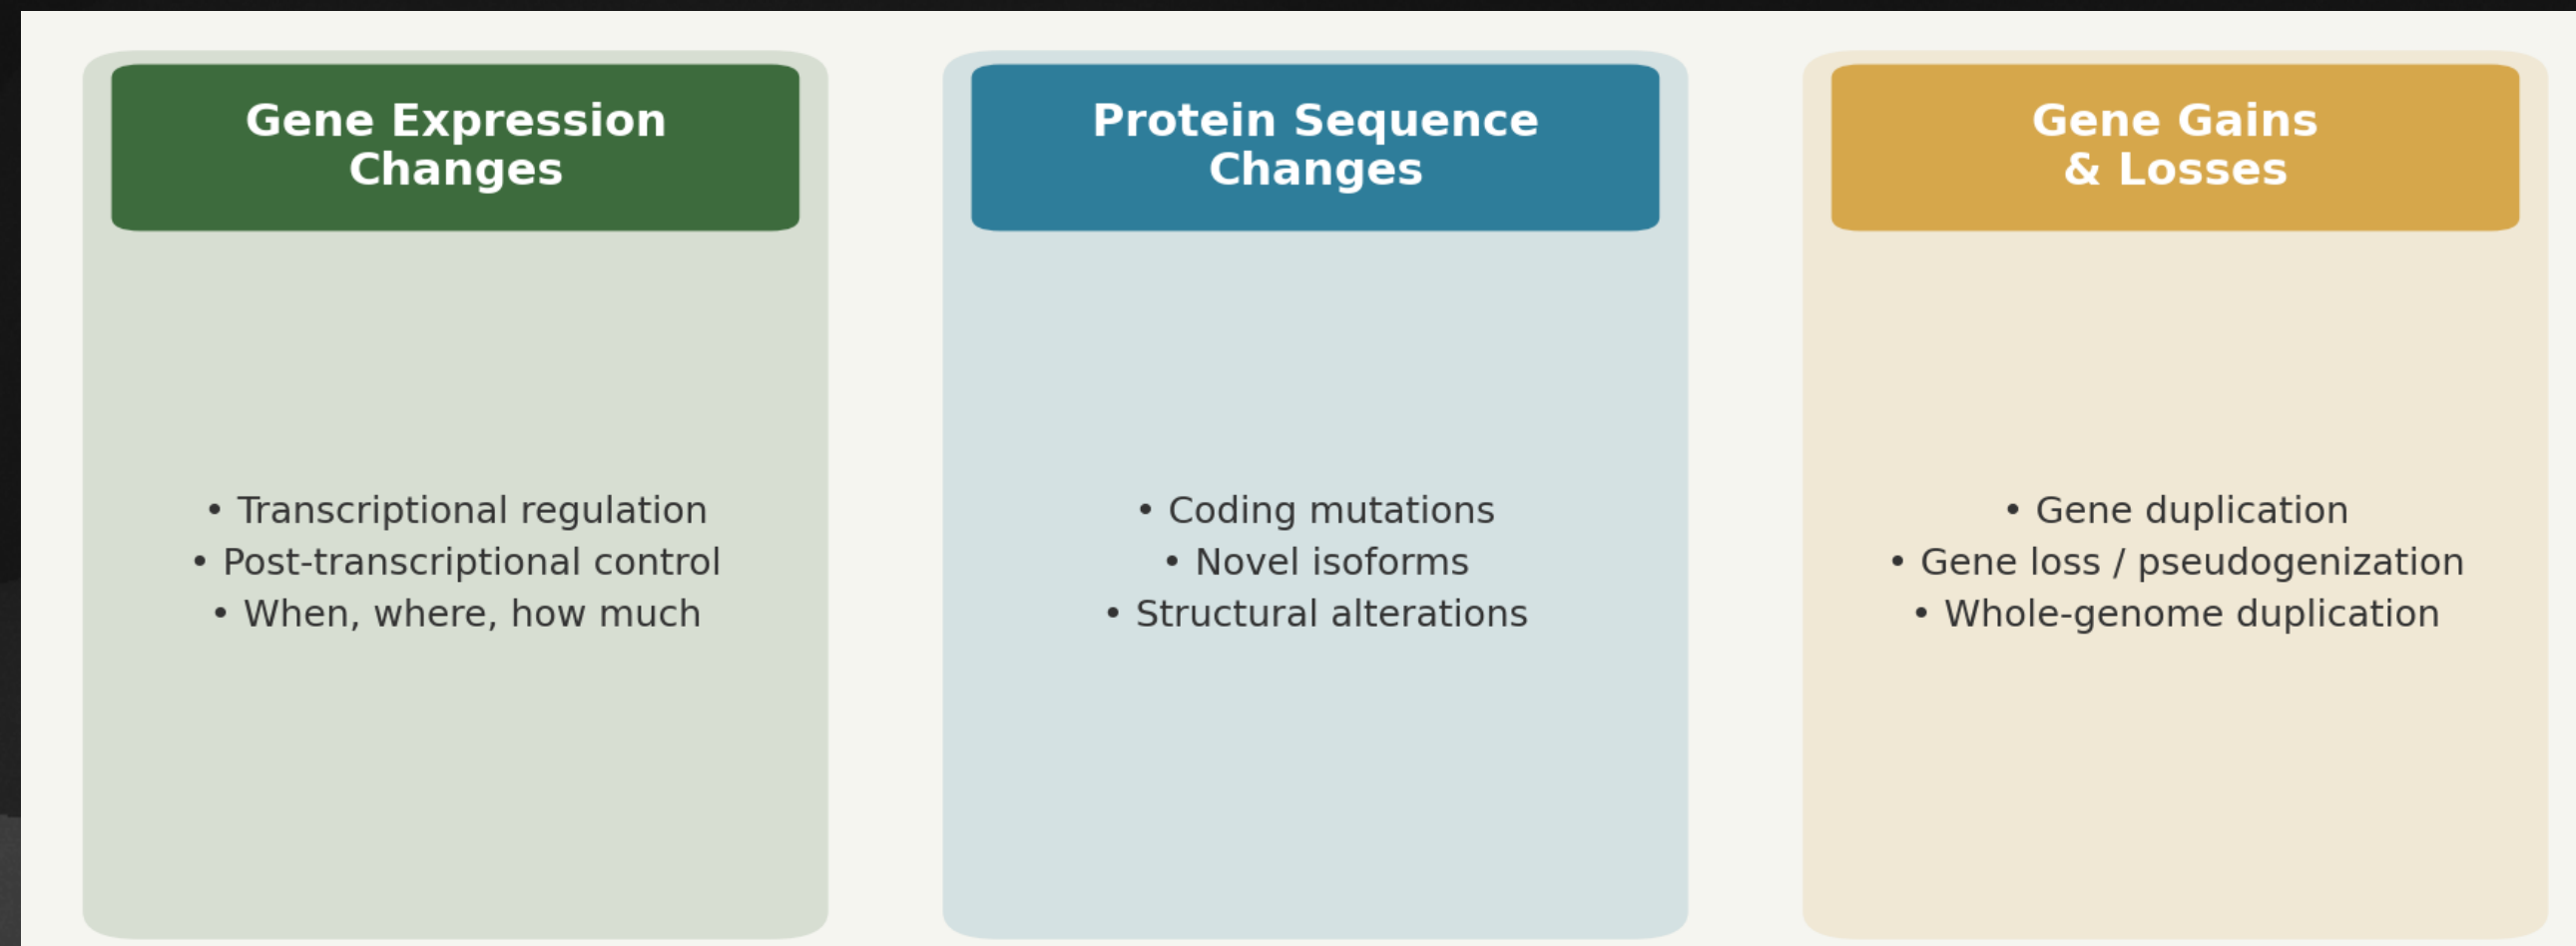 Gene Expression
Changes
• Transcriptional regulation
• Post-transcriptional control
• When, where, how much
Protein Sequence
Changes
• Coding mutations
• Novel isoforms
• Structural alterations
Gene Gains
& Losses
• Gene duplication
• Gene loss / pseudogenization
• Whole-genome duplication